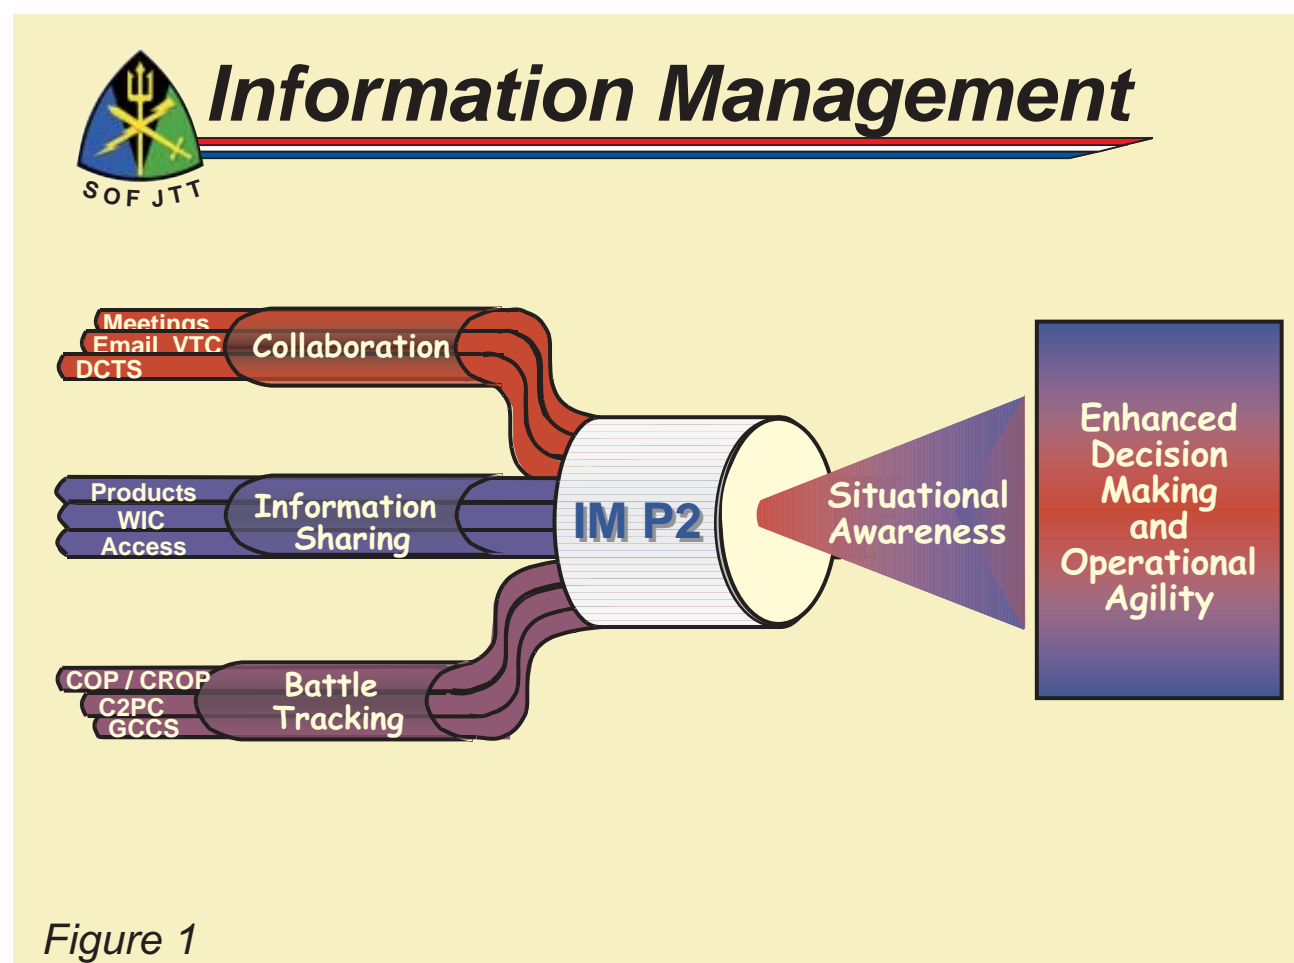 Information Management
SOF JTT
Meetings
Email VTC
DCTS
Collaboration
Products
WIC
Access
Information
Sharing
COP / CROP
C2PC
GCCS
Battle
Tracking
IM P2
Situational
Awareness
Enhanced
Decision
Making
and
Operational
Agility
Figure 1